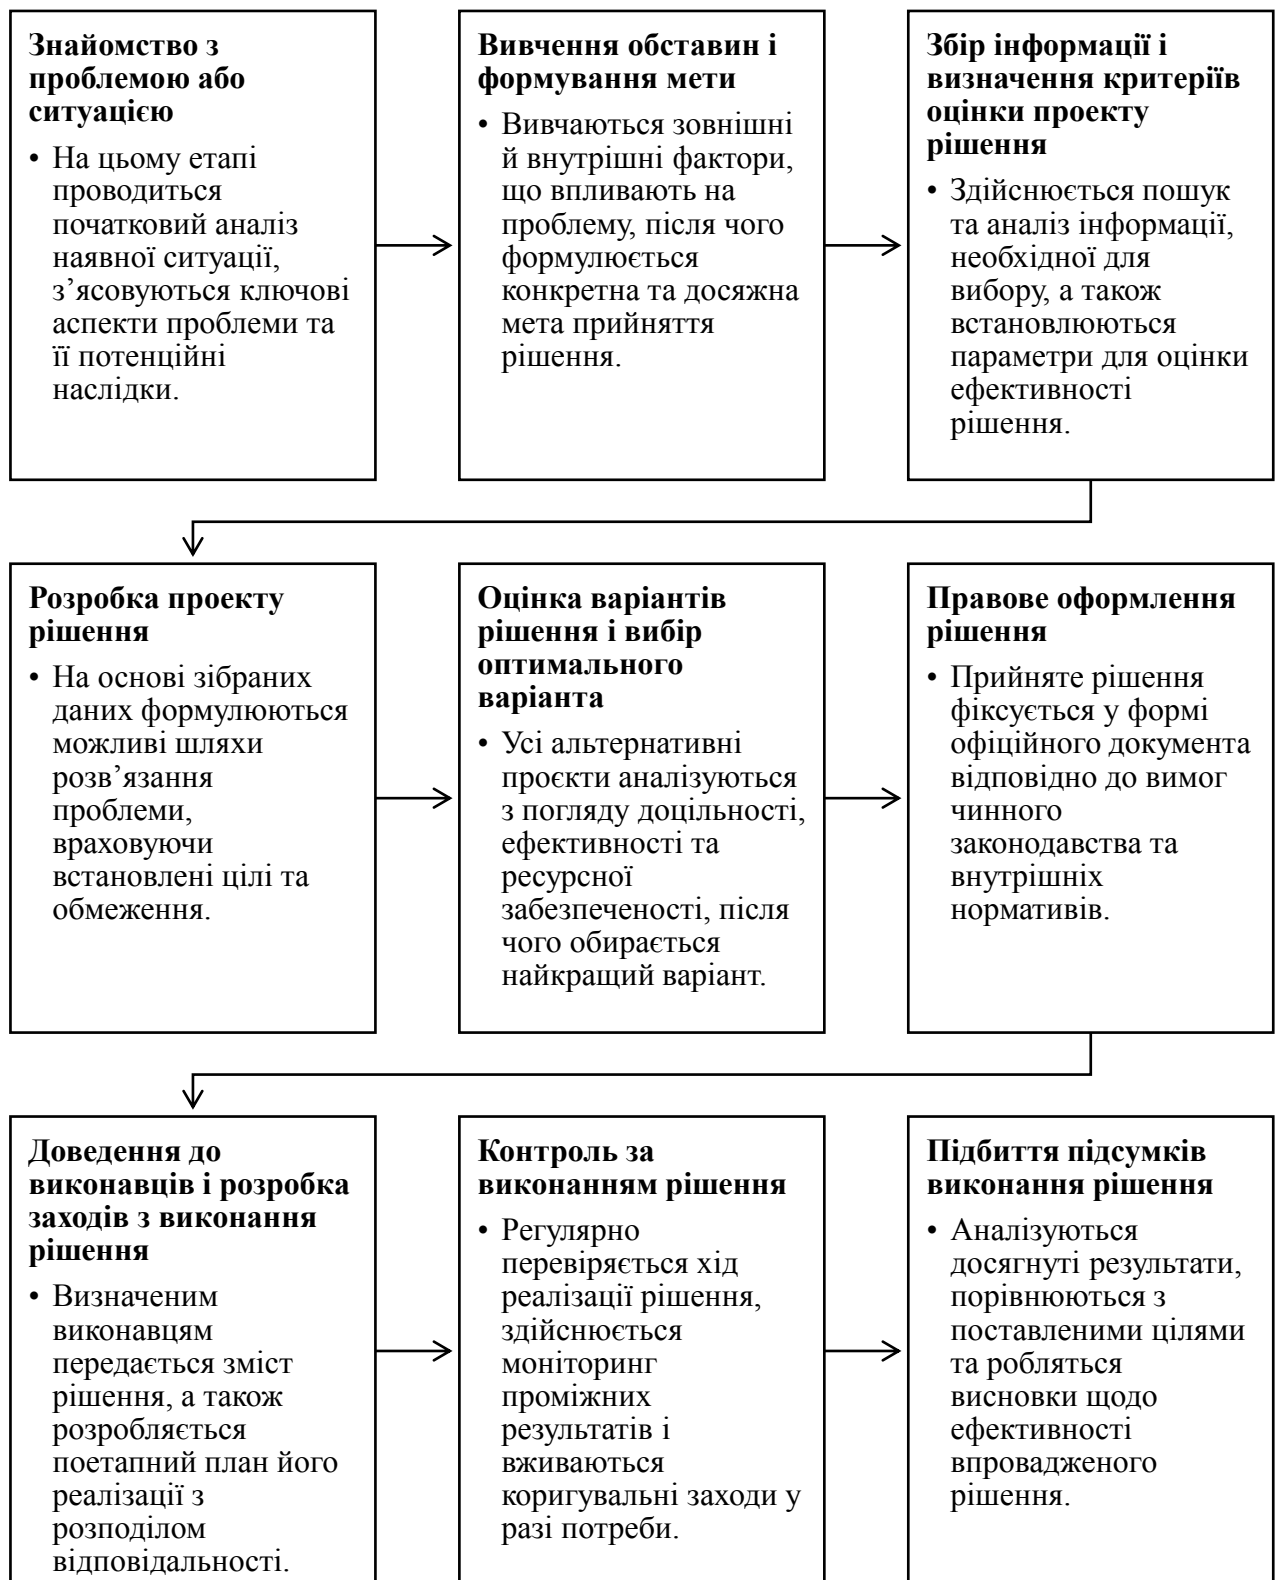 Знайомство з
проблемою або
ситуацією
• На цьому етапі
проводиться
початковий аналіз
наявної ситуації,
з’ясовуються ключові
аспекти проблеми та
її потенційні
наслідки.
Вивчення обставин і
формування мети
• Вивчаються зовнішні
й внутрішні фактори,
що впливають на
проблему, після чого
формулюється
конкретна та досяжна
мета прийняття
рішення.
Збір інформації і
визначення критеріїв
оцінки проекту
рішення
• Здійснюється пошук
та аналіз інформації,
необхідної для
вибору, а також
встановлюються
параметри для оцінки
ефективності
рішення.
Розробка проекту
рішення
• На основі зібраних
даних формулюються
можливі шляхи
розв’язання
проблеми,
враховуючи
встановлені цілі та
обмеження.
Оцінка варіантів
рішення і вибір
оптимального
варіанта
• Усі альтернативні
проєкти аналізуються
з погляду доцільності,
ефективності та
ресурсної
забезпеченості, після
чого обирається
найкращий варіант.
Правове оформлення
рішення
• Прийняте рішення
фіксується у формі
офіційного документа
відповідно до вимог
чинного
законодавства та
внутрішніх
нормативів.
Доведення до
виконавців і розробка
заходів з виконання
рішення
• Визначеним
виконавцям
передається зміст
рішення, а також
розробляється
поетапний план його
реалізації з
розподілом
відповідальності.
Контроль за
виконанням рішення
• Регулярно
перевіряється хід
реалізації рішення,
здійснюється
моніторинг
проміжних
результатів і
вживаються
коригувальні заходи у
разі потреби.
Підбиття підсумків
виконання рішення
• Аналізуються
досягнуті результати,
порівнюються з
поставленими цілями
та робляться
висновки щодо
ефективності
впровадженого
рішення.